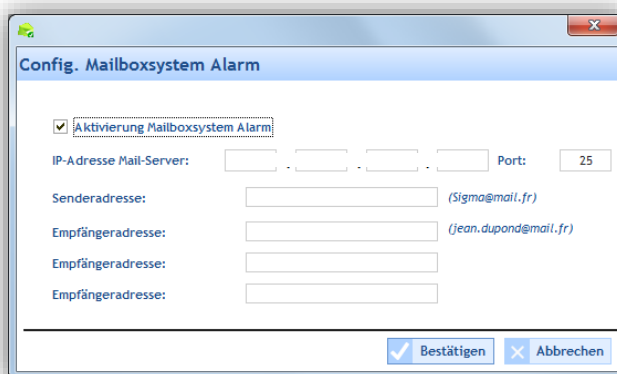 Config. Mailboxsystem Alarm
Aktivierung Mailboxsystem Alarm
IP-Adresse Mail-Server: . . . Port: 25
Senderadresse: (Sigma@mail.fr)
Empfängeradresse: (jean.dupond@mail.fr)
Empfängeradresse:
Empfängeradresse:
Bestätigen Abbrechen